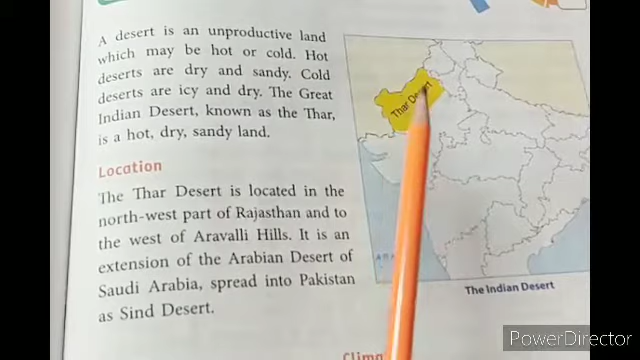 A desert is an unproductive land
which may be hot or cold. Hot
deserts are dry and sandy. Cold
deserts are icy and dry. The Great
Indian Desert, known as the Thar,
is a hot, dry, sandy land.
Location
The Thar Desert is located in the
north-west part of Rajasthan and to
the west of Aravalli Hills. It is an
extension of the Arabian Desert of
Saudi Arabia, spread into Pakistan
as Sind Desert.
Thar Desert
The Indian Desert
PowerDirector